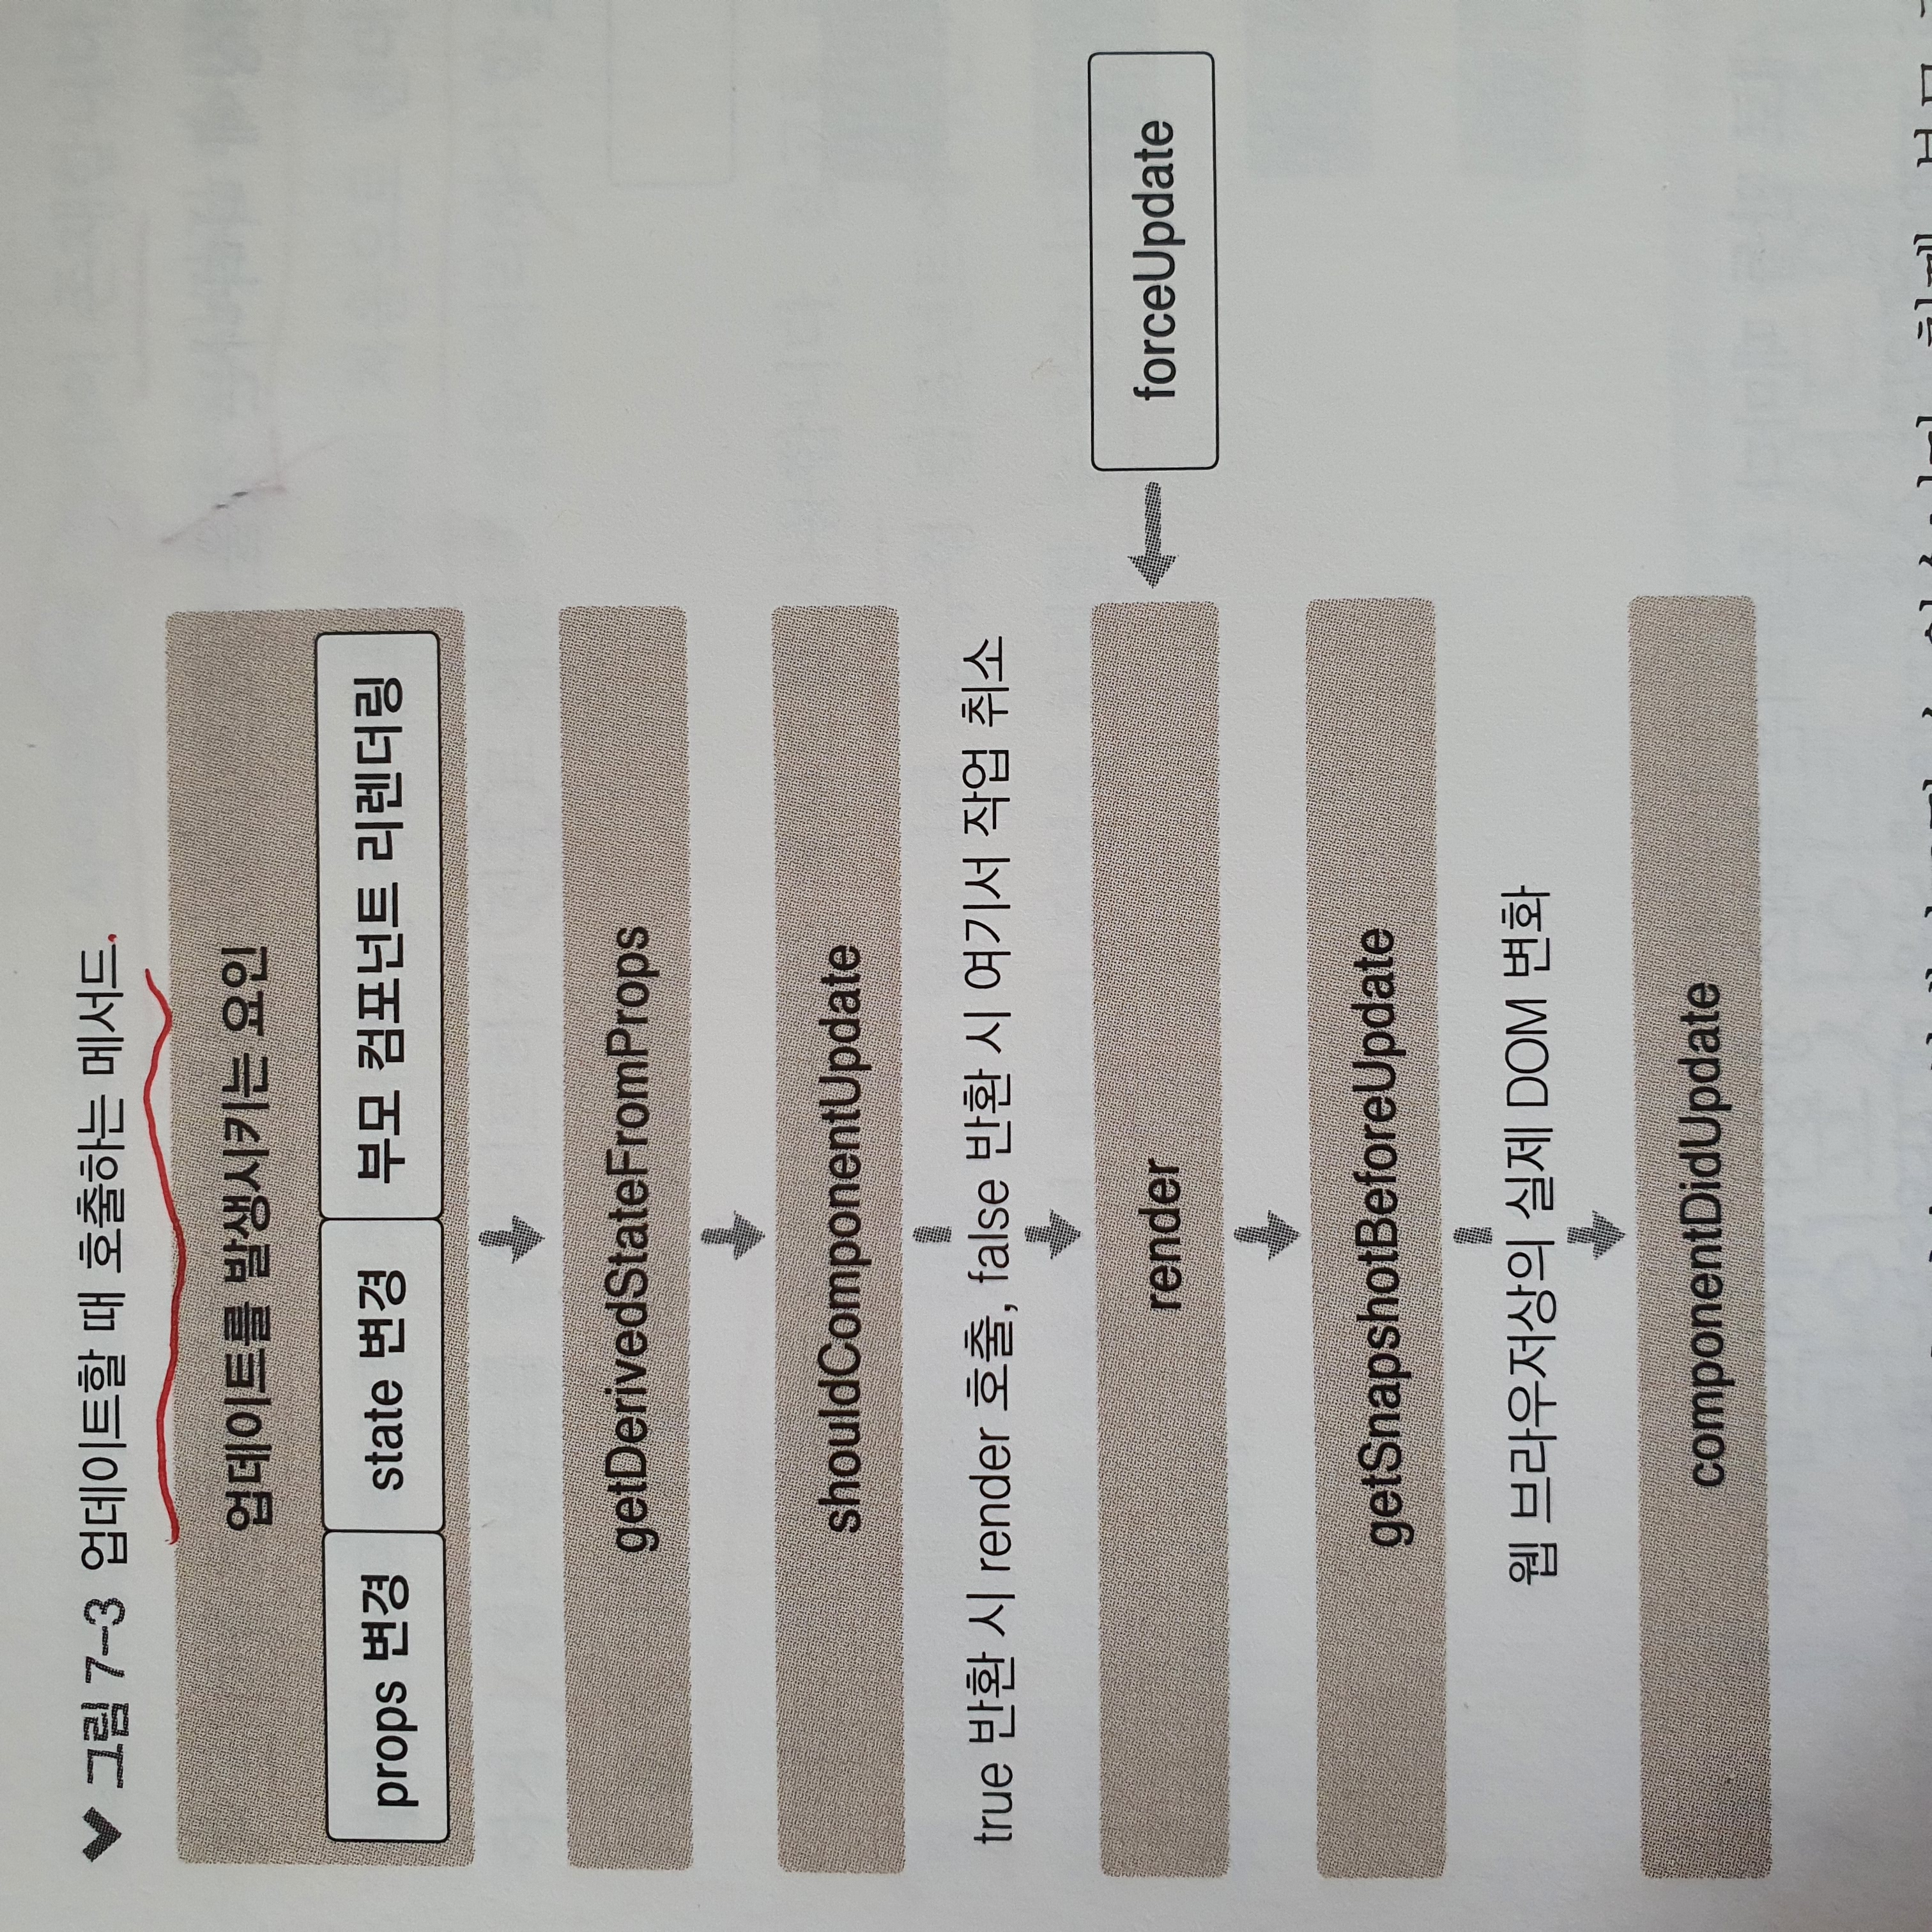 그림 7-3 업데이트할 때 호출하는 메서드.
업데이트를 발생시키는 요인
props 변경 state 변경 부모 컴포넌트 리렌더링
getDerivedStateFromProps
shouldComponentUpdate
true 반환 시 render 호출, false 반환 시 여기서 작업 취소
render
forceUpdate
getSnapshotBeforeUpdate
웹 브라우저상의 실제 DOM 변화
componentDidUpdate